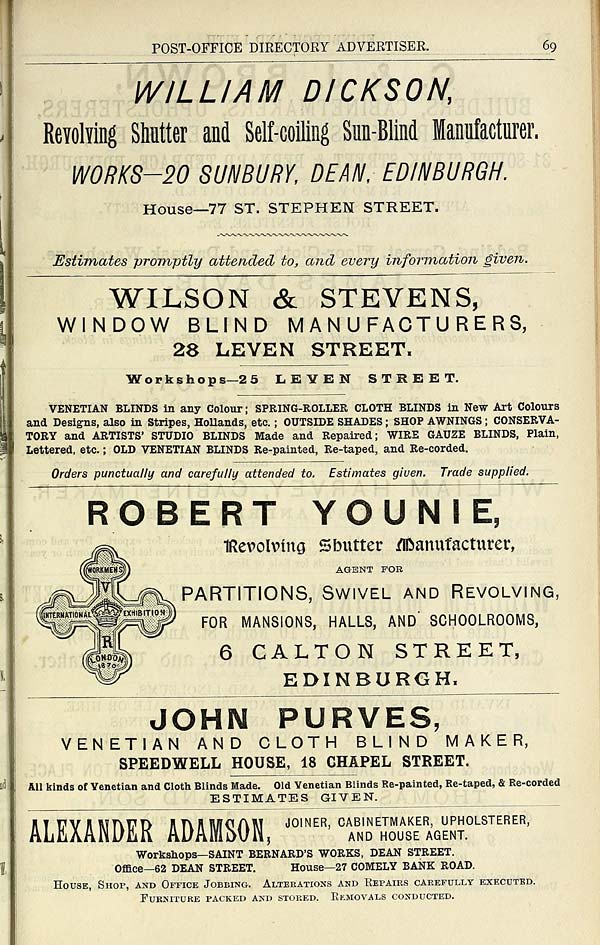 POST-OFFICE DIRECTORY ADVERTISER. 69
WILLIAM DICKSON,
Revolving Shutter and Self-coiling Sun-Blind Manufacturer.
WORKS—20 SUNBURY, DEAN, EDINBURGH.
House—77 ST. STEPHEN STREET.
Estimates promptly attended to, and every information given.
WILSON & STEVENS,
WINDOW BLIND MANUFACTURERS,
28 LEVEN STREET.
Workshops—25 LEVEN STREET.
VENETIAN BLINDS in any Colour; SPRING-ROLLER CLOTH BLINDS in New Art Colours
and Designs, also in Stripes, Hollands, etc.; OUTSIDE SHADES; SHOP AWNINGS; CONSERVA-
TORY and ARTISTS' STUDIO BLINDS Made and Repaired; WIRE GAUZE BLINDS, Plain,
Lettered, etc.; OLD VENETIAN BLINDS Re-painted, Re-taped, and Re-corded.
Orders punctually and carefully attended to. Estimates given. Trade supplied.
ROBERT YOUNIE,
Revolving Shutter Manufacturer,
AGENT FOR
PARTITIONS, SWIVEL AND REVOLVING,
FOR MANSIONS, HALLS, AND SCHOOLROOMS,
6 CALTON STREET,
EDINBURGH.
WORKMEN'S
V
INTERNATIONAL EXHIBITION
R
LONDON
1870
JOHN PURVES,
VENETIAN AND CLOTH BLIND MAKER,
SPEEDWELL HOUSE, 18 CHAPEL STREET.
All kinds of Venetian and Cloth Blinds Made. Old Venetian Blinds Re-painted, Re-taped, & Re-corded
ESTIMATES GIVEN.
ALEXANDER ADAMSON, JOINER, CABINETMAKER, UPHOLSTERER,
AND HOUSE AGENT.
Workshops—SAINT BERNARD'S WORKS, DEAN STREET.
Office—62 DEAN STREET. House—27 COMELY BANK ROAD.
HOUSE, SHOP, AND OFFICE JOBBING. ALTERATIONS AND REPAIRS CAREFULLY EXECUTED.
FURNITURE PACKED AND STORED. REMOVALS CONDUCTED.